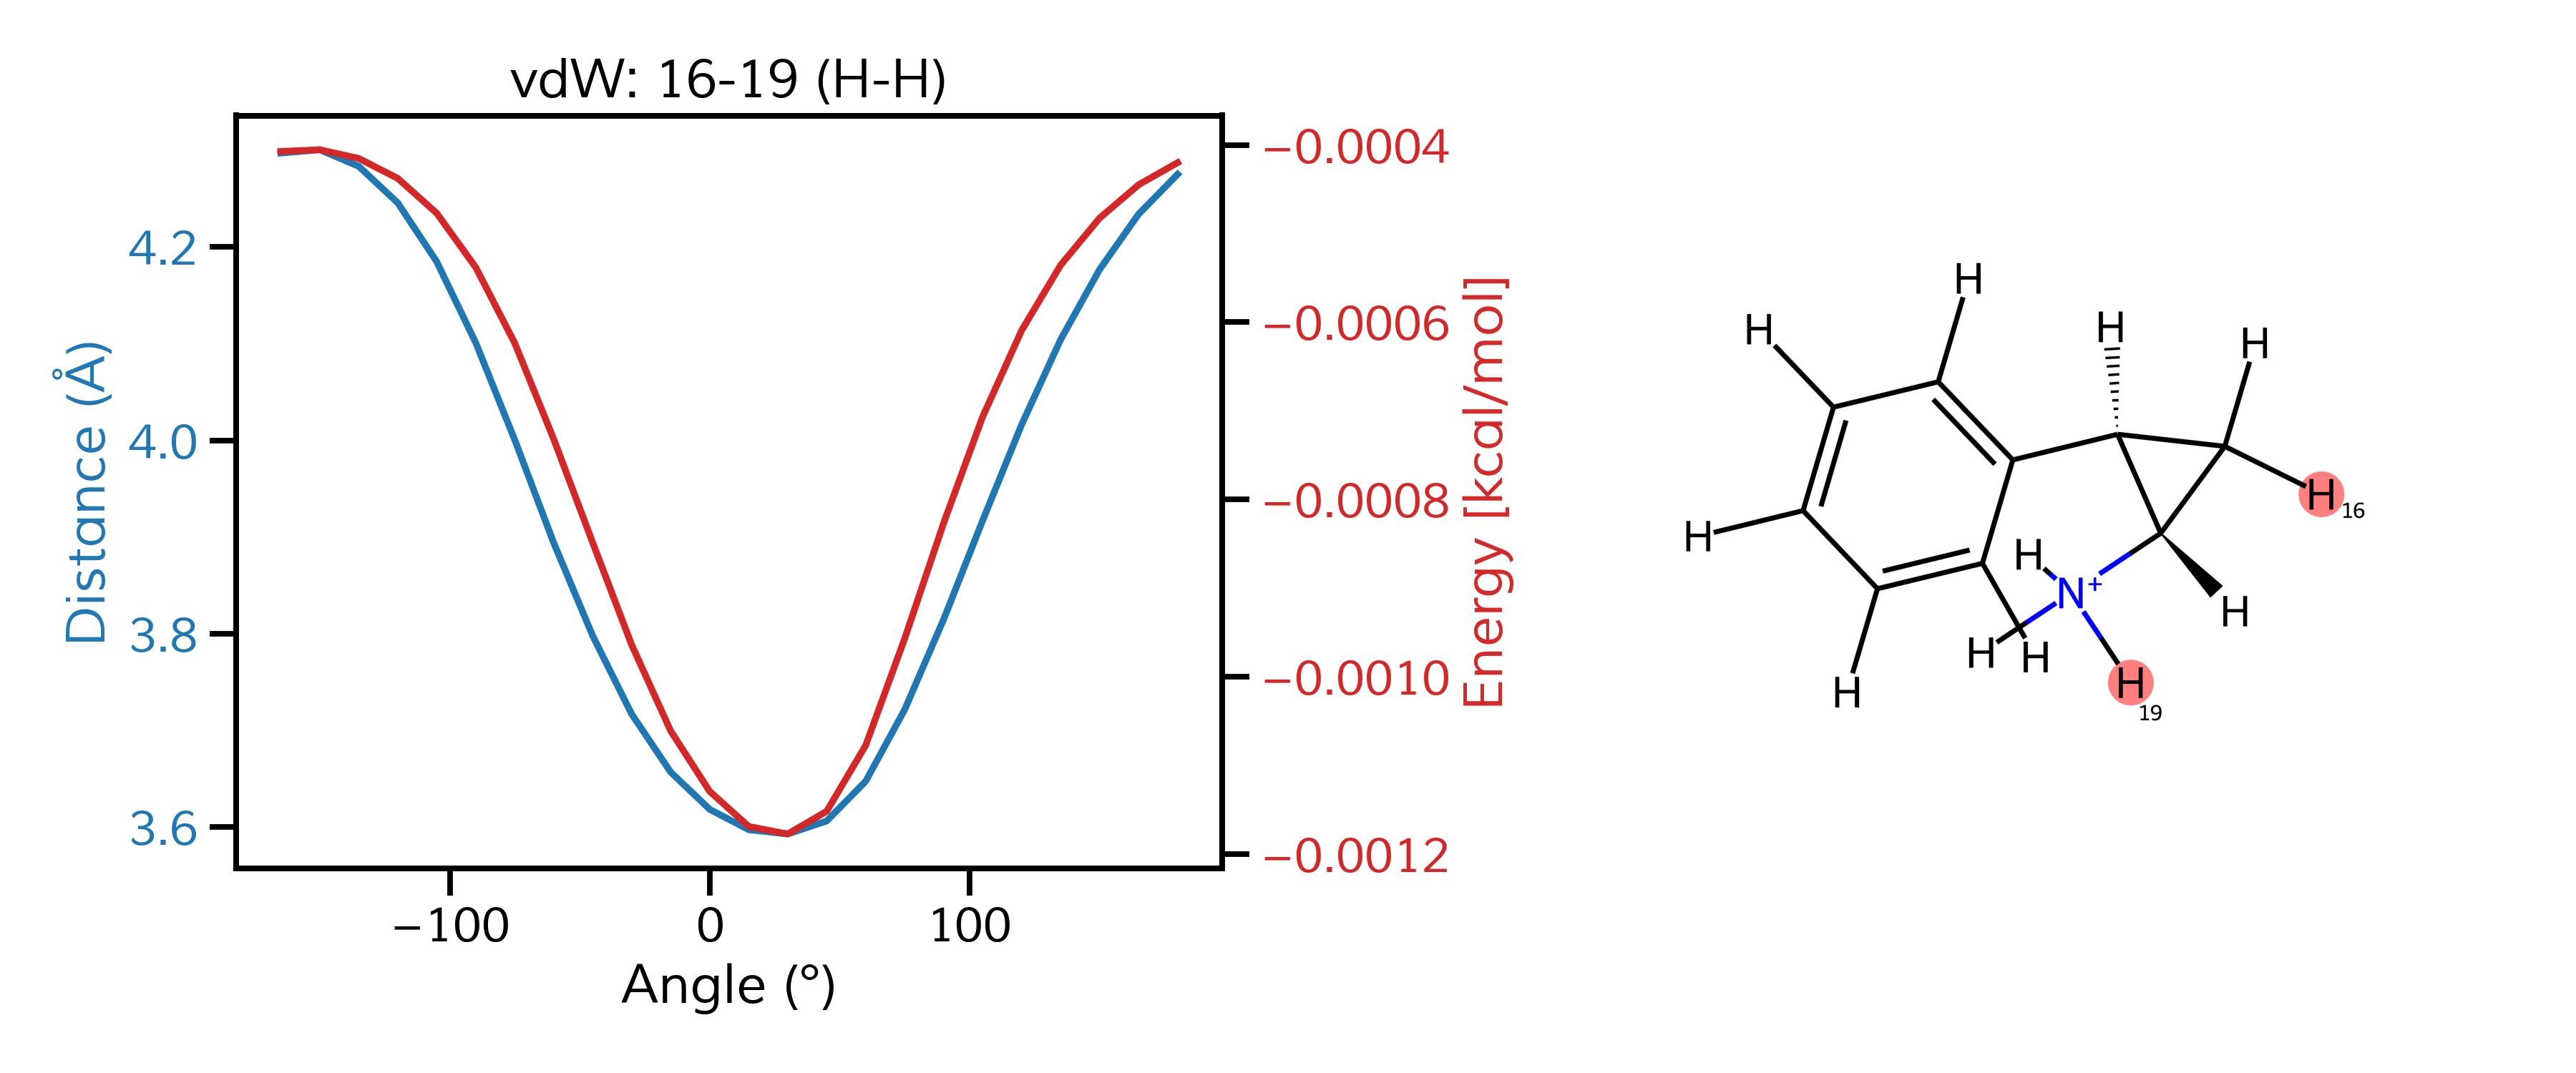 vdW: 16-19 (H-H)
Distance (Å)
4.2
4.0
3.8
3.6
−100
0
100
Angle (°)
−0.0004
−0.0006
−0.0008
−0.0010
−0.0012
Energy [kcal/mol]
H
H
H
H
H
H 16
H
H
N+
H
H
H
H
H 19